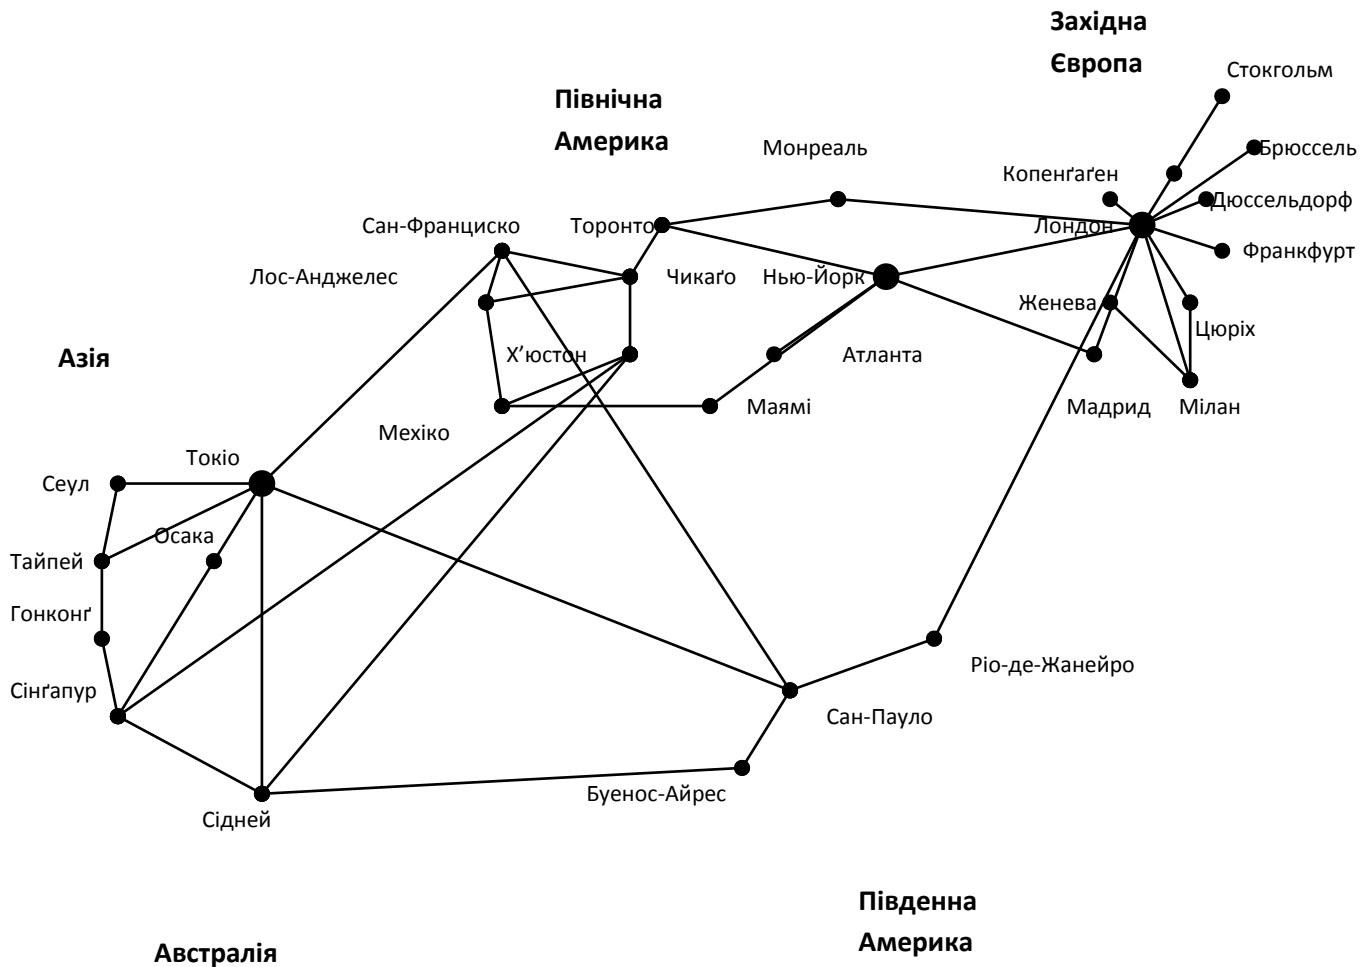 Західна
Європа
Стокгольм
Північна
Америка
Монреаль
Брюссель
Копенґаґен
Дюссельдорф
Сан-Франциско
Торонто
Лондон
Франкфурт
Лос-Анджелес
Чикаґо
Нью-Йорк
Женева
Цюріх
Азія
Х’юстон
Атланта
Маямі
Мадрид
Мілан
Мехіко
Токіо
Сеул
Осака
Тайпей
Гонконґ
Ріо-де-Жанейро
Сінґапур
Сан-Пауло
Буенос-Айрес
Сідней
Південна
Америка
Австралія